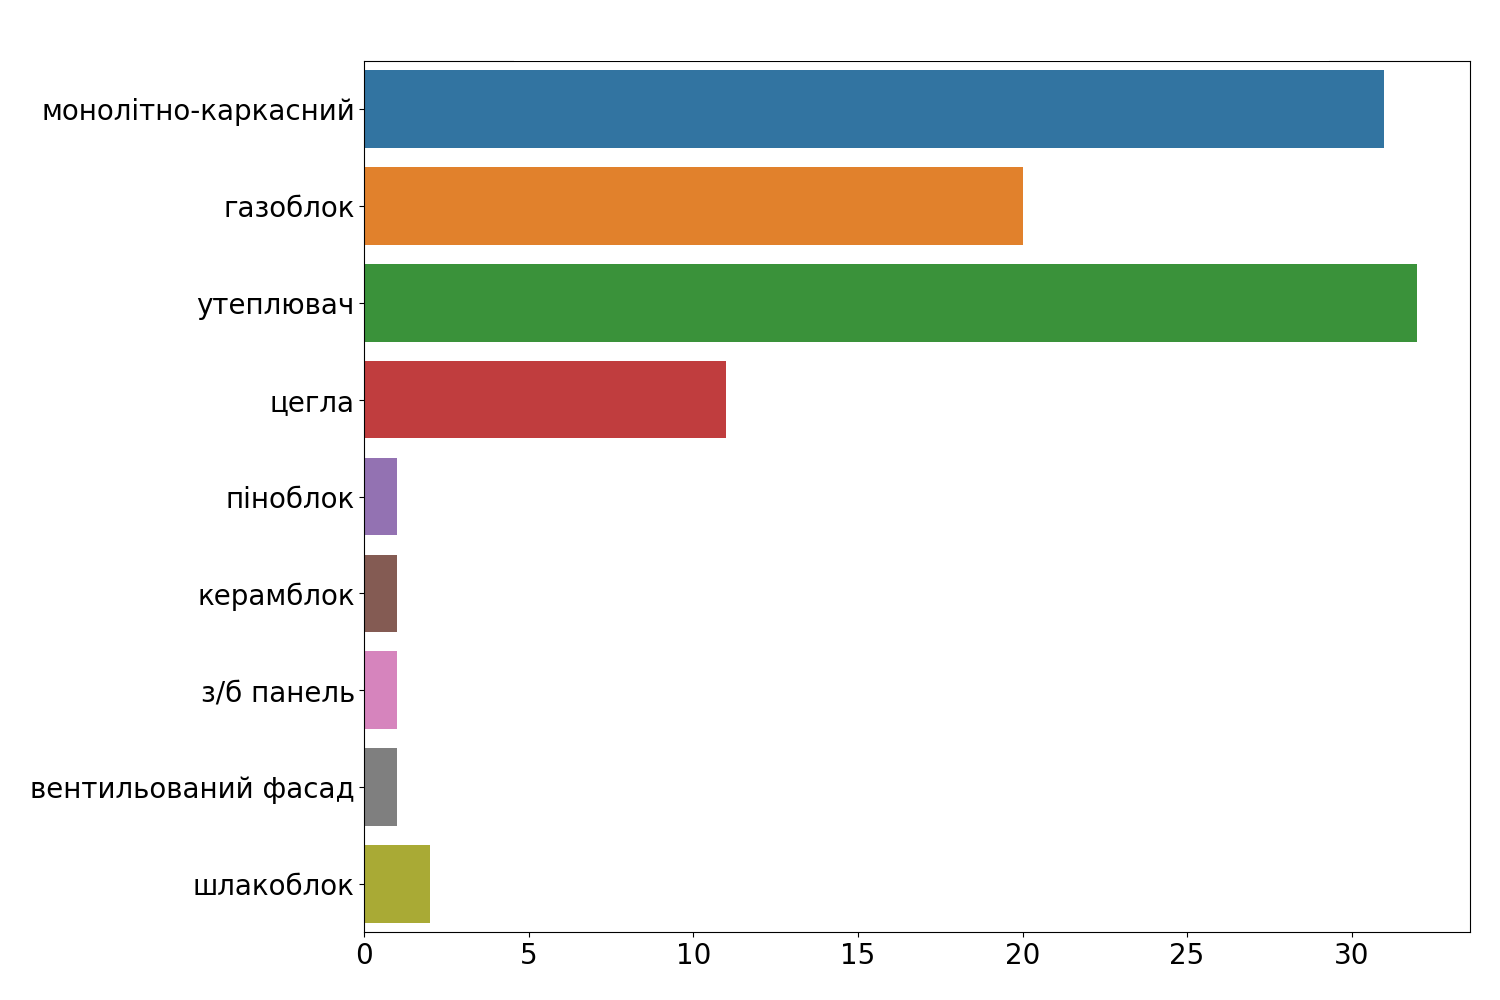 монолітно-каркасний
газоблок
утеплювач
цегла
піноблок
керамблок
з/б панель
вентильований фасад
шлакоблок
0 5 10 15 20 25 30